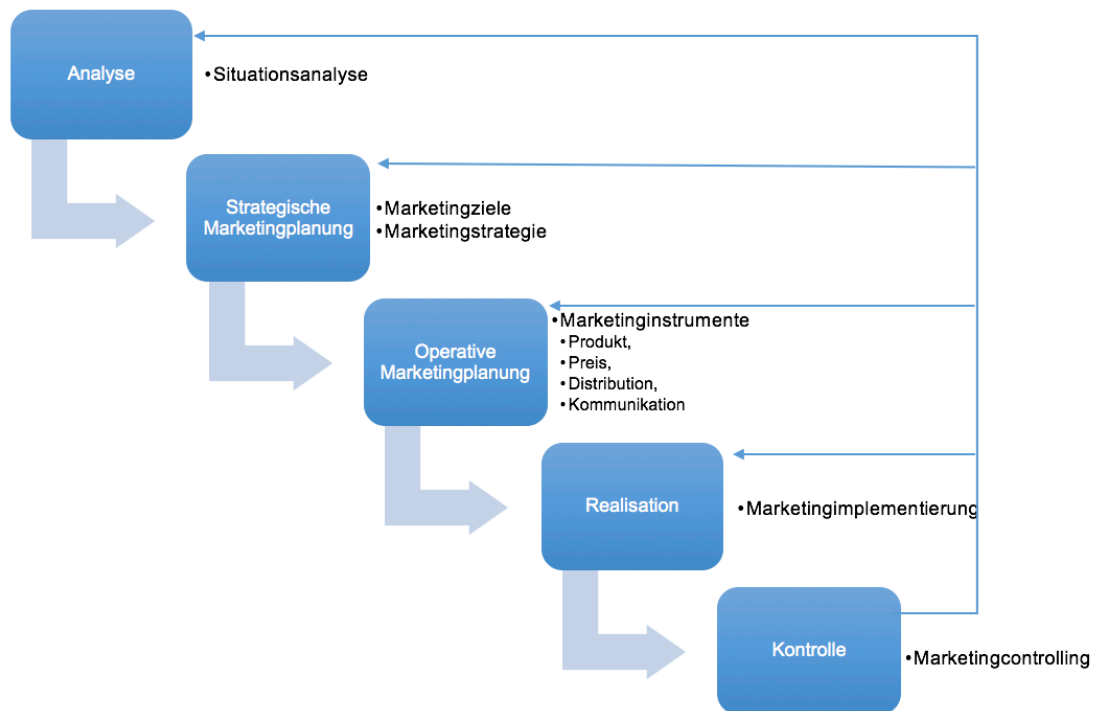 Analyse
•Situationsanalyse
Strategische
Marketingplanung
•Marketingziele
•Marketingstrategie
Operative
Marketingplanung
•Marketinginstrumente
•Produkt,
•Preis,
•Distribution,
•Kommunikation
Realisation
•Marketingimplementierung
Kontrolle
•Marketingcontrolling